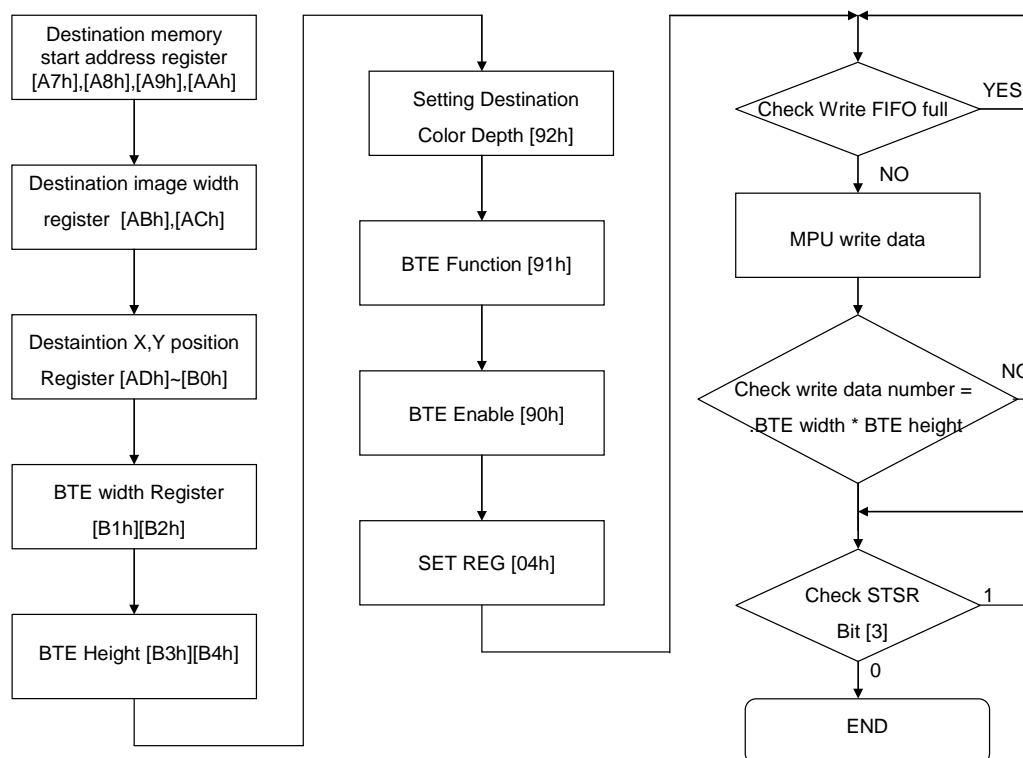 Destination memory
start address register
[A7h],[A8h],[A9h],[AAh]
Destination image width
register [ABh],[ACh]
Destaintion X,Y position
Register [ADh]~[B0h]
BTE width Register
[B1h][B2h]
BTE Height [B3h][B4h]
Setting Destination
Color Depth [92h]
BTE Function [91h]
BTE Enable [90h]
SET REG [04h]
Check Write FIFO full
YES
NO
MPU write data
Check write data number =
.BTE width * BTE height
NO
Check STSR
Bit [3]
1
0
END